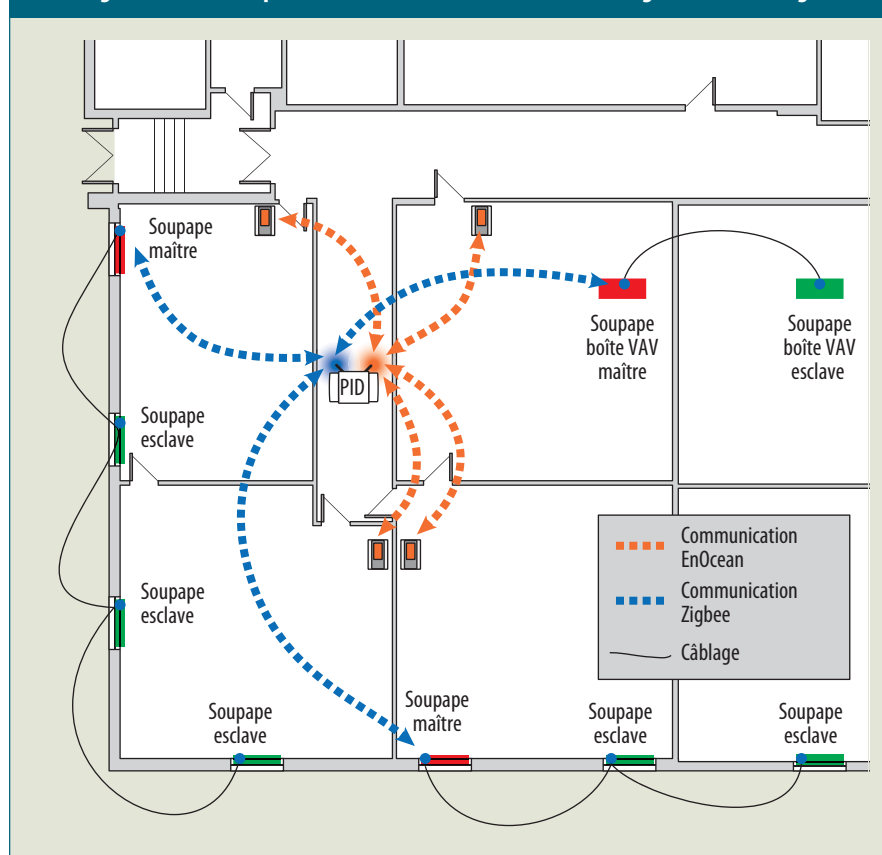 Soupape
maître
Soupape
boîte VAV
maître
Soupape
boîte VAV
esclave
PID
Soupape
esclave
Communication
EnOcean
Communication
Zigbee
Câblage
Soupape
esclave
Soupape
esclave
Soupape
maître
Soupape
esclave
Soupape
esclave